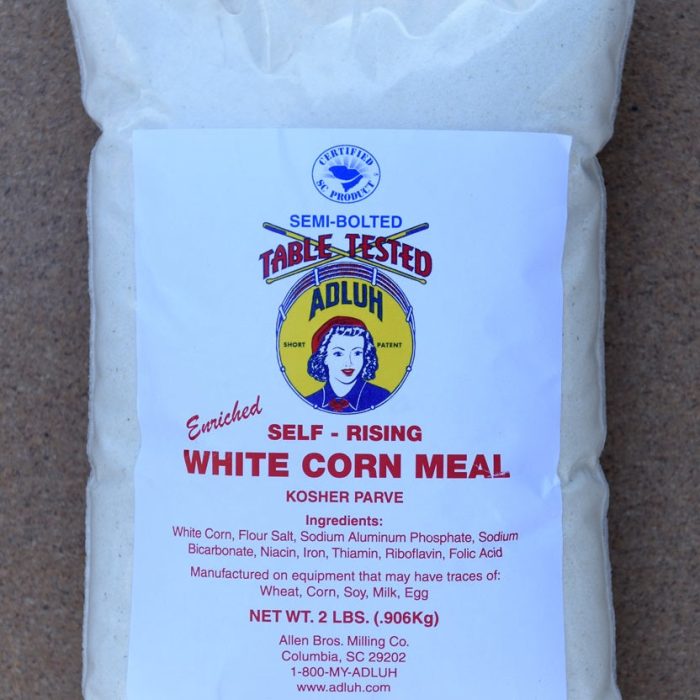 CERTIFIED
SC PRODUCT
SEMI-BOLTED
TABLE TESTED
ADLUH
SHORT PATENT
Enriched
SELF - RISING
WHITE CORN MEAL
KOSHER PARVE
Ingredients:
White Corn, Flour Salt, Sodium Aluminum Phosphate, Sodium
Bicarbonate, Niacin, Iron, Thiamin, Riboflavin, Folic Acid
Manufactured on equipment that may have traces of:
Wheat, Corn, Soy, Milk, Egg
NET WT. 2 LBS. (.906Kg)
Allen Bros. Milling Co.
Columbia, SC 29202
1-800-MY-ADLUH
www.adluh.com